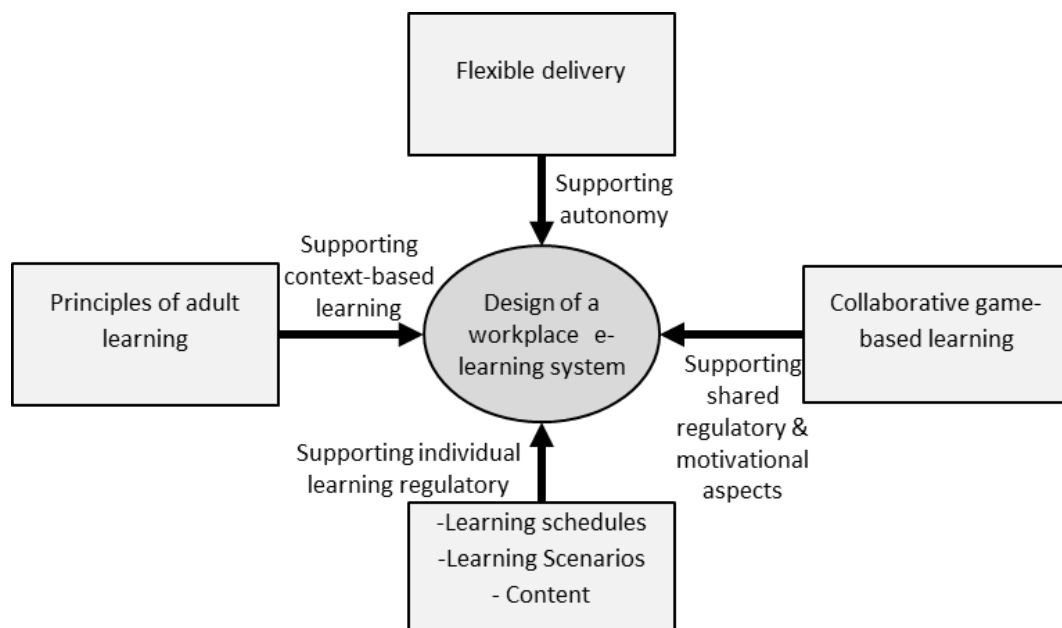 Flexible delivery
Supporting
autonomy
Supporting
context-based
learning
Principles of adult
learning
Design of a
workplace e-
learning system
Collaborative game-
based learning
Supporting
shared
regulatory &
motivational
aspects
Supporting individual
learning regulatory
-Learning schedules
-Learning Scenarios
- Content